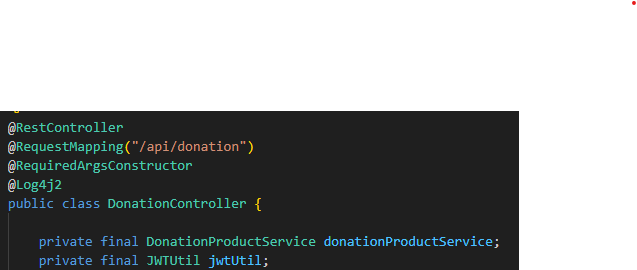 @RestController
@RequestMapping("/api/donation")
@RequiredArgsConstructor
@Log4j2
public class DonationController {
private final DonationProductService donationProductService;
private final JWTUtil jwtUtil;